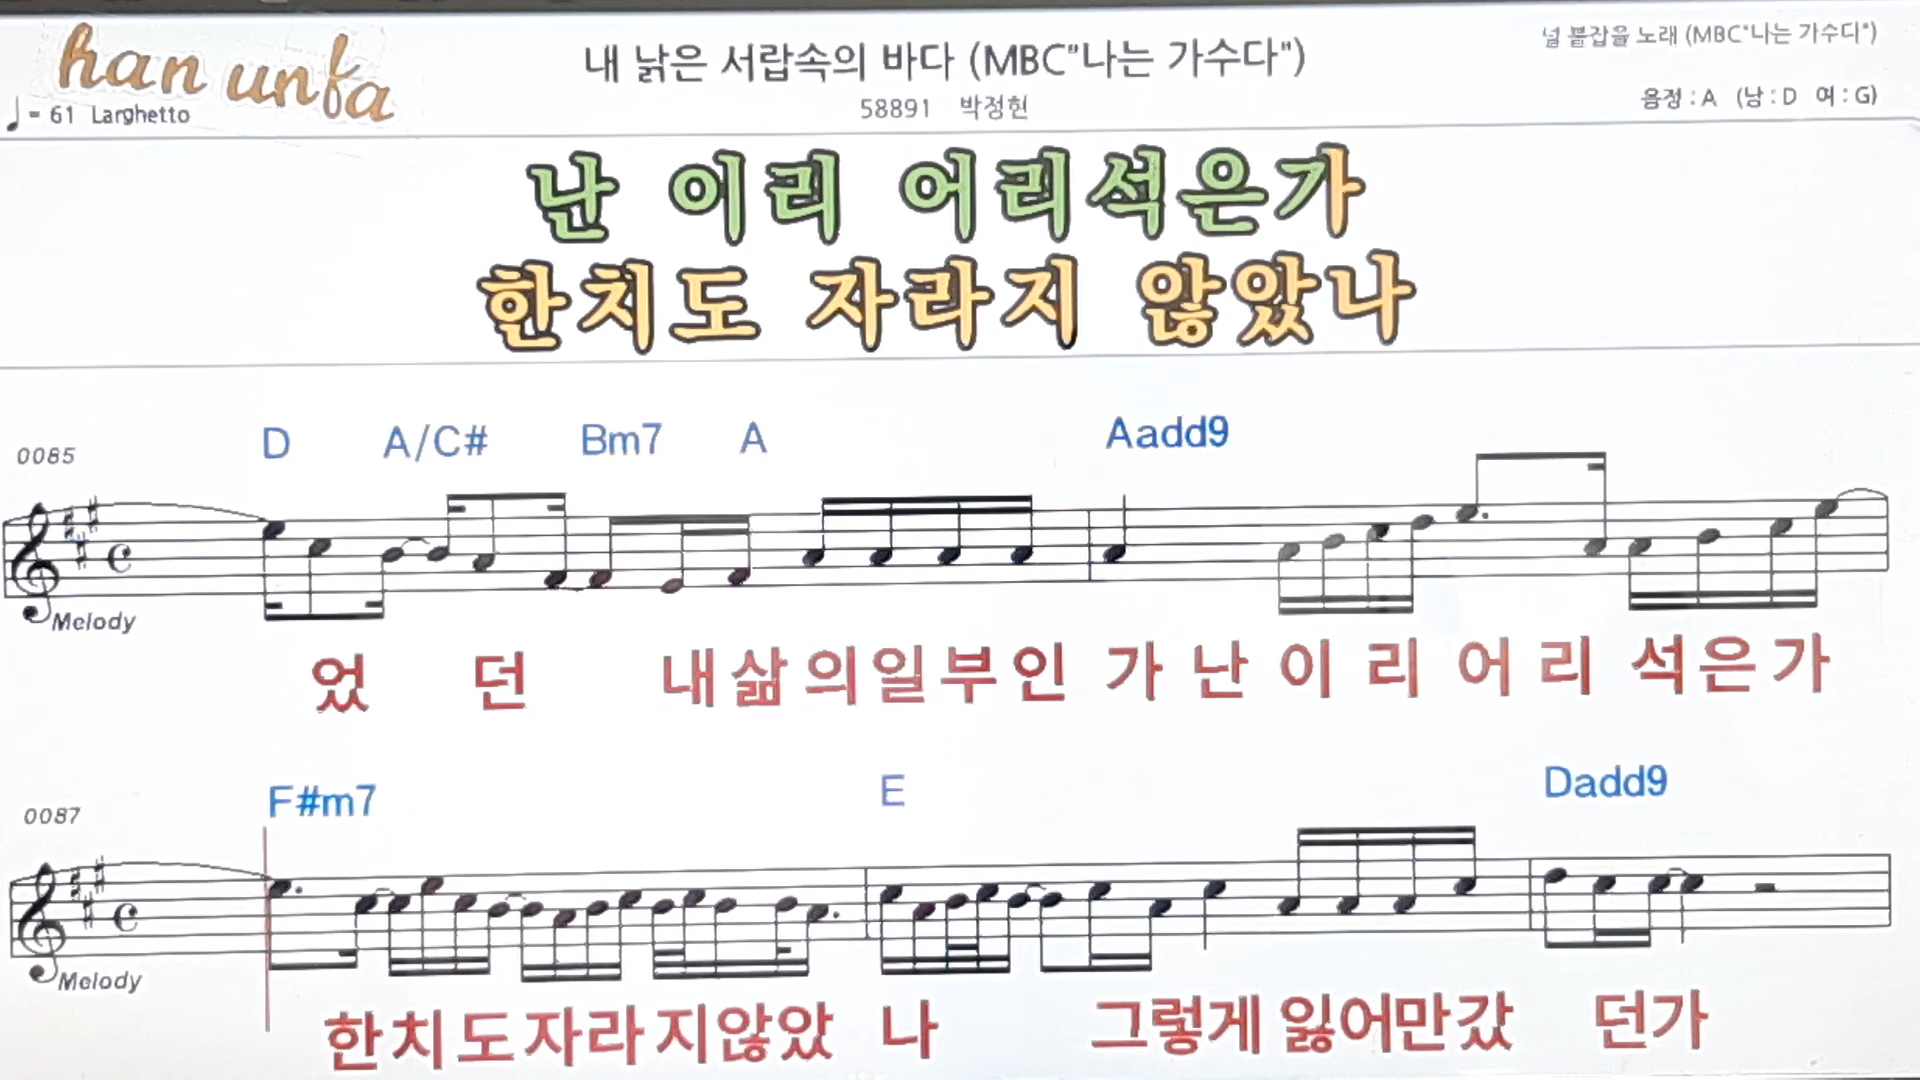 han unfa
♩= 61 Larghetto
내 낡은 서랍속의 바다 (MBC"나는 가수다")
58891 박정현
널 붙잡을 노래 (MBC"나는 가수다")
음정 : A (남 : D 여 : G)
난 이리 어리석은가
한치도 자라지 않았나
D A/C# Bm7 A Aadd9
0085
Melody
었 던 내 삶 의 일 부 인 가 난 이 리 어 리 석 은 가
F#m7 E Dadd9
0087
Melody
한 치 도 자 라 지 않 았 나 그렇게 잃어만갔 던가